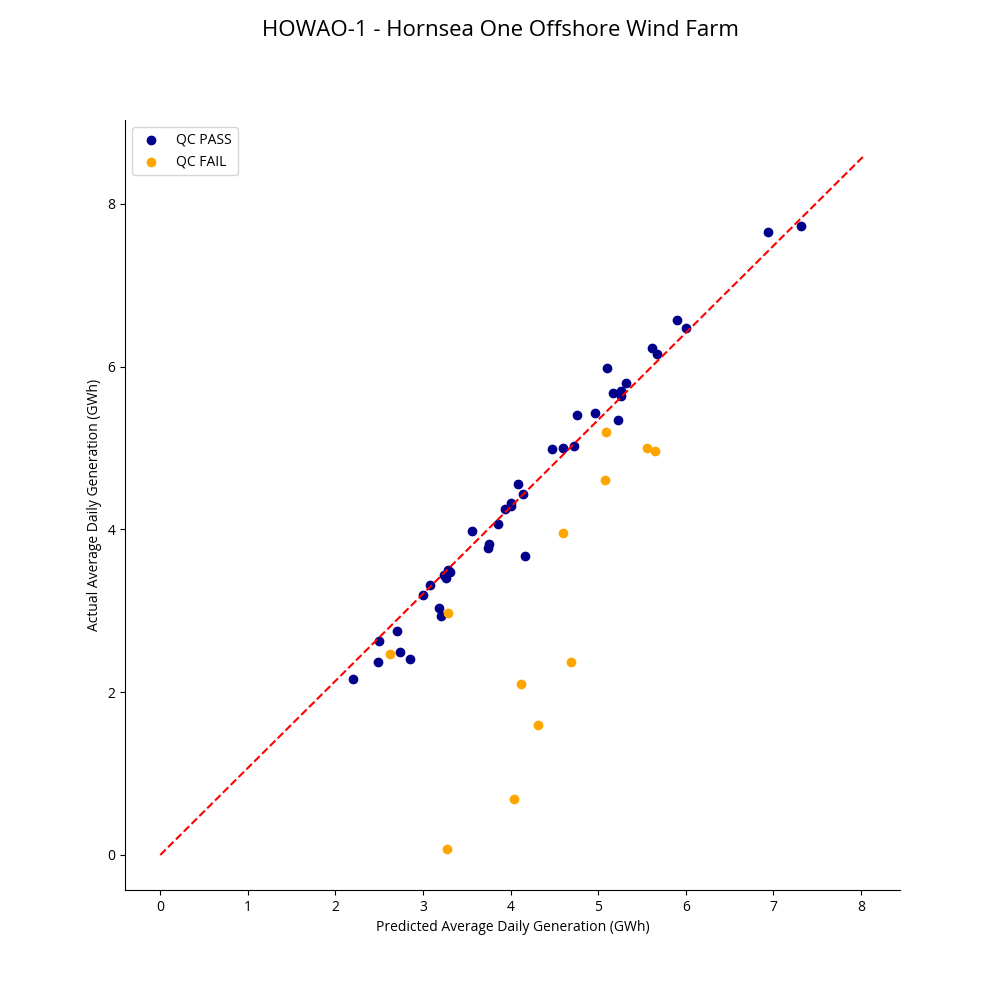 HOWAO-1 - Hornsea One Offshore Wind Farm
QC PASS
QC FAIL
Actual Average Daily Generation (GWh)
8
6
4
2
0
0 1 2 3 4 5 6 7 8
Predicted Average Daily Generation (GWh)